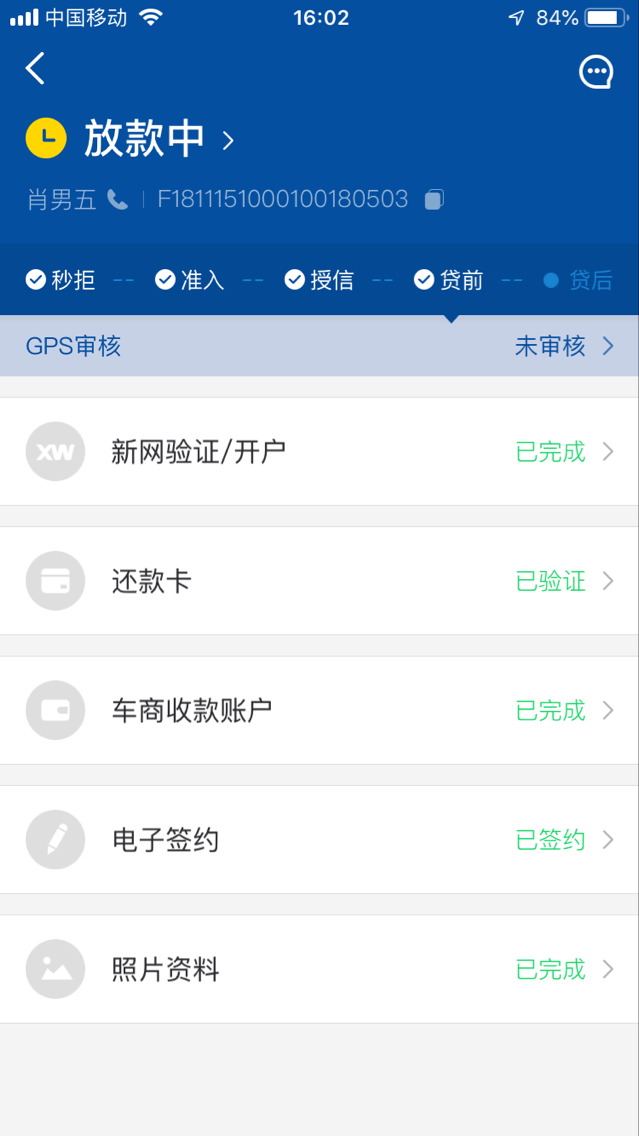 中国移动 16:02 84%
放款中
肖男五 F1811151000100180503
秒拒 准入 授信 贷前 贷后
GPS审核 未审核
XW 新网验证/开户 已完成
还款卡 已验证
车商收款账户 已完成
电子签约 已签约
照片资料 已完成